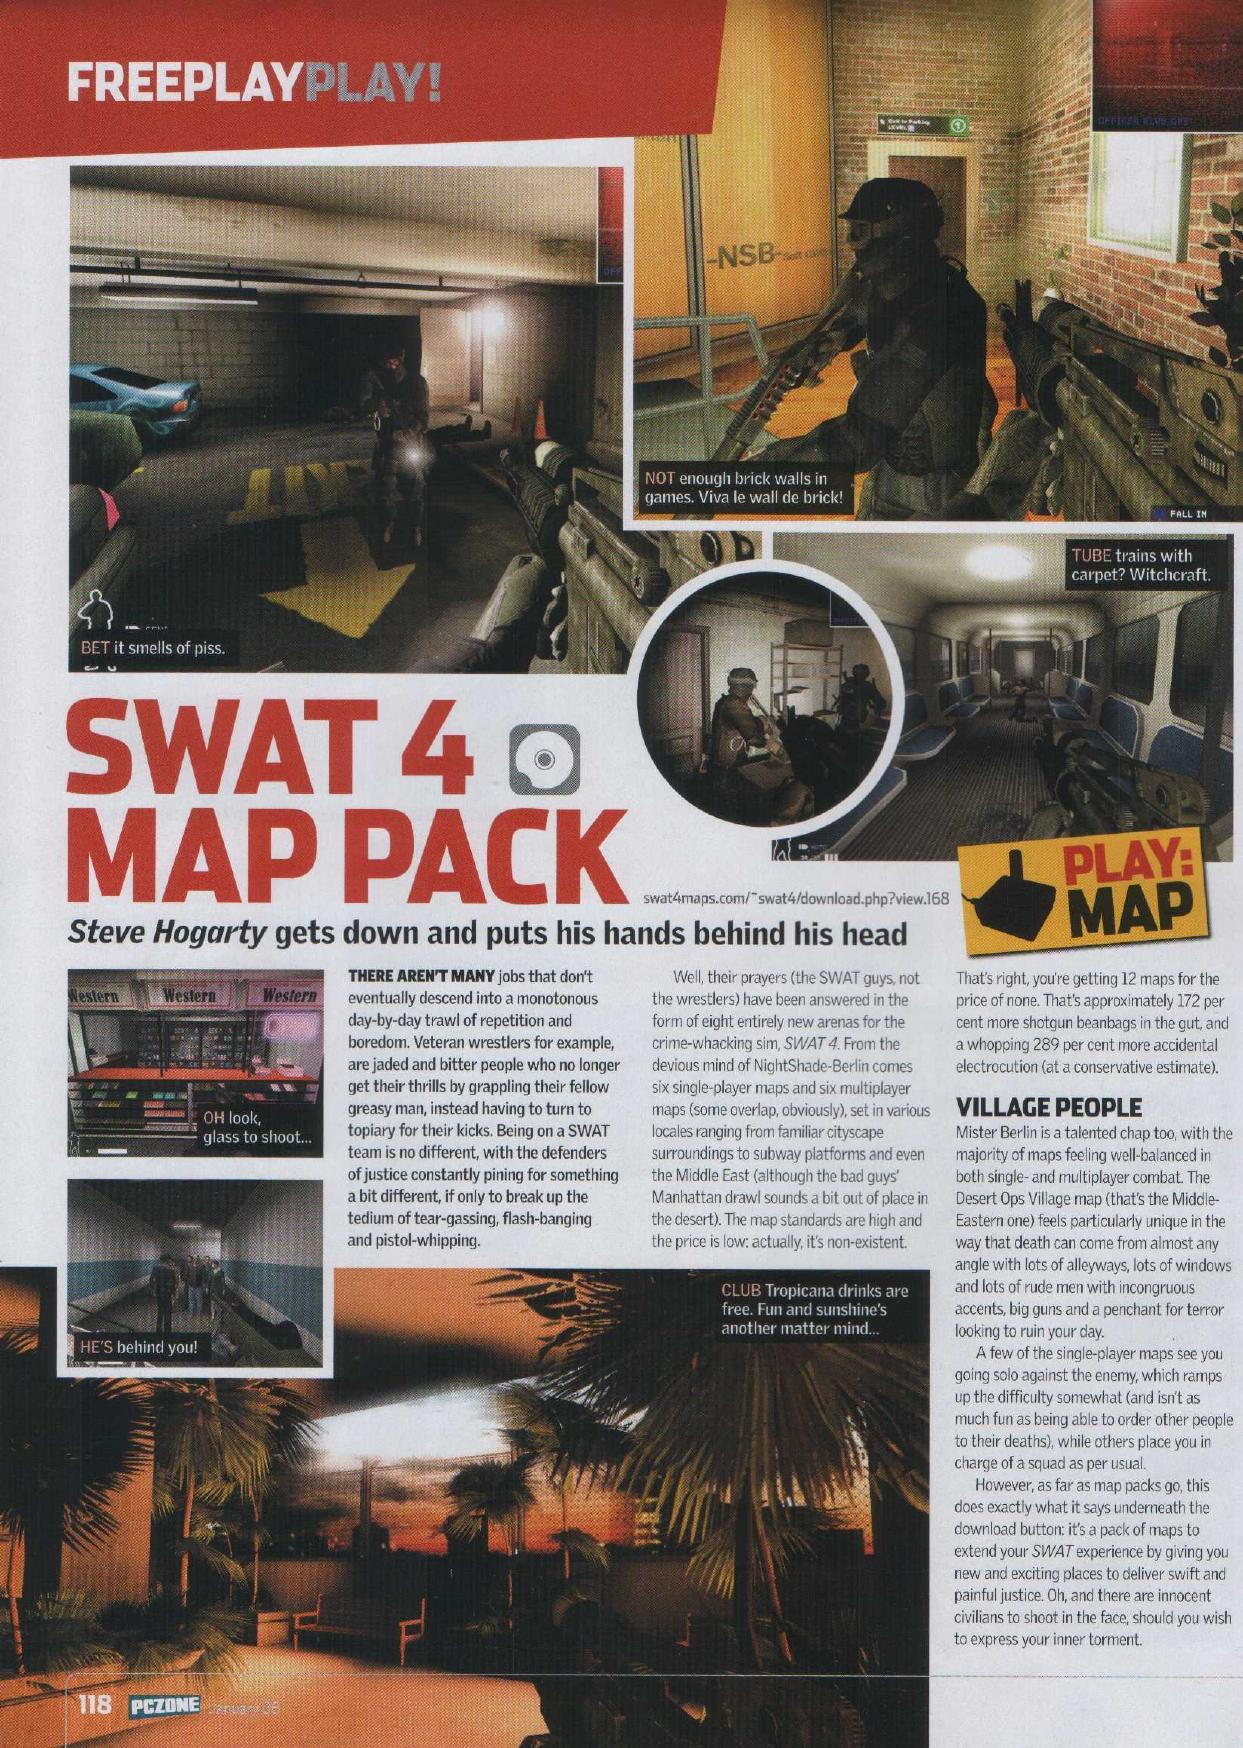 FREEPLAYPLAY!
Exit to Parking
LEVEL
1
-NSB-
NOT enough brick walls in
games. Viva le wall de brick!
FALL IN
BET it smells of piss.
TUBE trains with
carpet? Witchcraft.
SWAT 4
MAP PACK
swat4maps.com/~swat4/download.php?view.168
PLAY:
MAP
Steve Hogarty gets down and puts his hands behind his head
Western Western Western
OH look,
glass to shoot...
HE'S behind you!
THERE AREN'T MANY jobs that don't
eventually descend into a monotonous
day-by-day trawl of repetition and
boredom. Veteran wrestlers for example,
are jaded and bitter people who no longer
get their thrills by grappling their fellow
greasy man, instead having to turn to
topiary for their kicks. Being on a SWAT
team is no different, with the defenders
of justice constantly pining for something
a bit different, if only to break up the
tedium of tear-gassing, flash-banging
and pistol-whipping.
Well, their prayers (the SWAT guys, not
the wrestlers) have been answered in the
form of eight entirely new arenas for the
crime-whacking sim, SWAT 4. From the
devious mind of NightShade-Berlin comes
six single-player maps and six multiplayer
maps (some overlap, obviously), set in various
locales ranging from familiar cityscape
surroundings to subway platforms and even
the Middle East (although the bad guys'
Manhattan drawl sounds a bit out of place in
the desert). The map standards are high and
the price is low: actually, it's non-existent.
That's right, you're getting 12 maps for the
price of none. That's approximately 172 per
cent more shotgun beanbags in the gut, and
a whopping 289 per cent more accidental
electrocution (at a conservative estimate).
VILLAGE PEOPLE
Mister Berlin is a talented chap too, with the
majority of maps feeling well-balanced in
both single- and multiplayer combat. The
Desert Ops Village map (that's the Middle-
Eastern one) feels particularly unique in the
way that death can come from almost any
angle with lots of alleyways, lots of windows
and lots of rude men with incongruous
accents, big guns and a penchant for terror
looking to ruin your day.
A few of the single-player maps see you
going solo against the enemy, which ramps
up the difficulty somewhat (and isn't as
much fun as being able to order other people
to their deaths), while others place you in
charge of a squad as per usual.
However, as far as map packs go, this
does exactly what it says underneath the
download button: it's a pack of maps to
extend your SWAT experience by giving you
new and exciting places to deliver swift and
painful justice. Oh, and there are innocent
civilians to shoot in the face, should you wish
to express your inner torment.
CLUB Tropicana drinks are
free. Fun and sunshine's
another matter mind...
118 PCZONE January 06